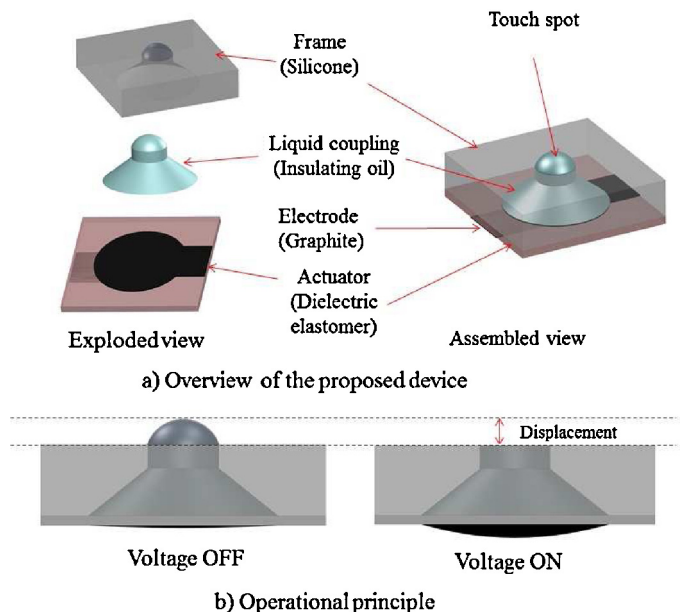 Touch spot
Frame
(Silicone)
Liquid coupling
(Insulating oil)
Electrode
(Graphite)
Actuator
(Dielectric
elastomer)
Exploded view
Assembled view
a) Overview of the proposed device
Displacement
Voltage OFF
Voltage ON
b) Operational principle